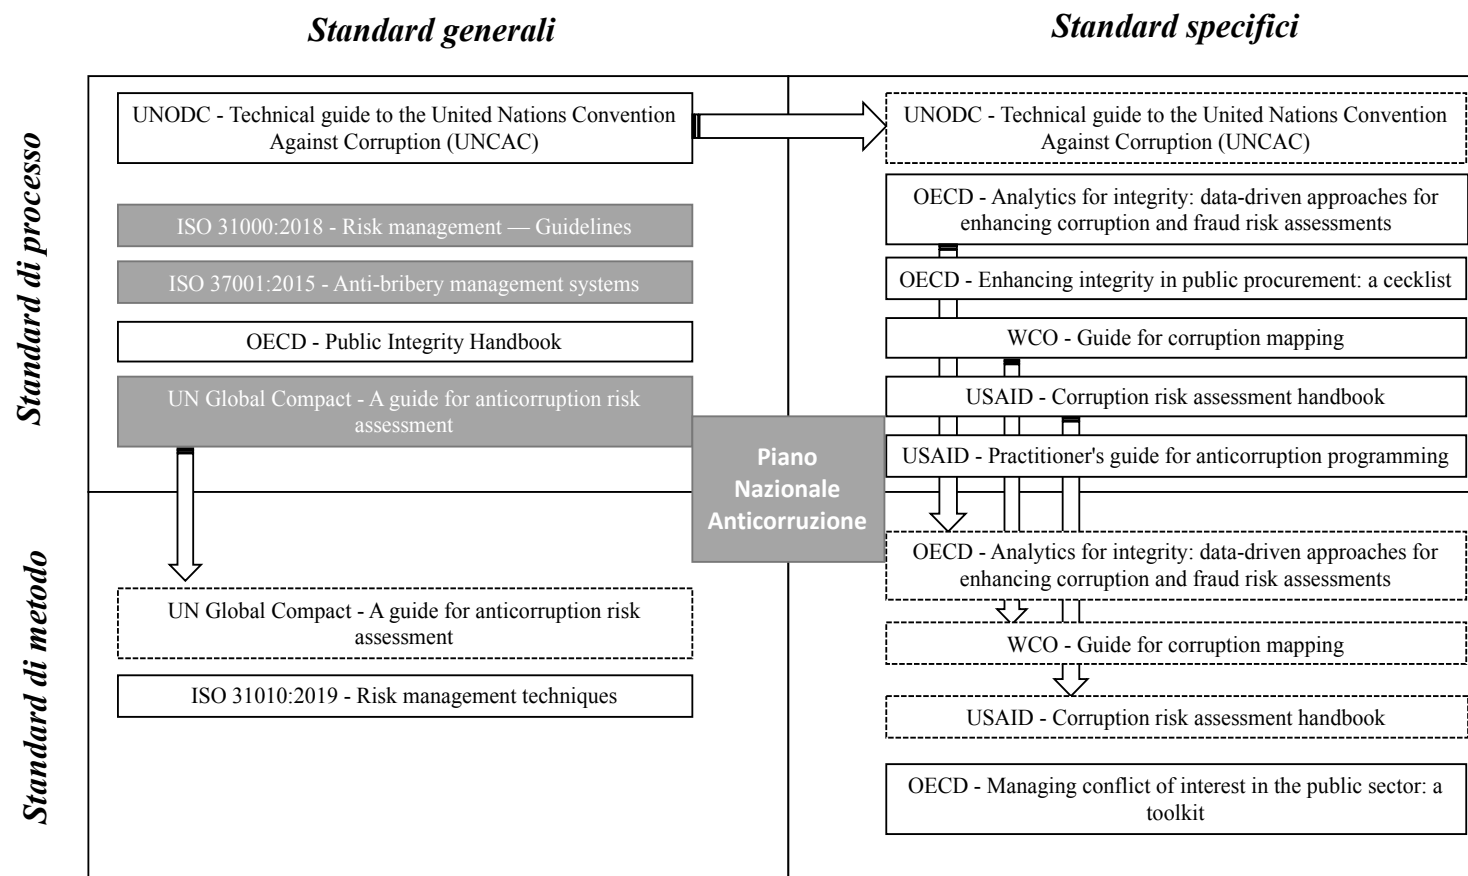 Standard generali
Standard specifici
Standard di processo
UNODC - Technical guide to the United Nations Convention
Against Corruption (UNCAC)
ISO 31000:2018 - Risk management — Guidelines
ISO 37001:2015 - Anti-bribery management systems
OECD - Public Integrity Handbook
UN Global Compact - A guide for anticorruption risk
assessment
UNODC - Technical guide to the United Nations Convention
Against Corruption (UNCAC)
OECD - Analytics for integrity: data-driven approaches for
enhancing corruption and fraud risk assessments
OECD - Enhancing integrity in public procurement: a cecklist
WCO - Guide for corruption mapping
USAID - Corruption risk assessment handbook
USAID - Practitioner's guide for anticorruption programming
Piano
Nazionale
Anticorruzione
Standard di metodo
UN Global Compact - A guide for anticorruption risk
assessment
ISO 31010:2019 - Risk management techniques
OECD - Analytics for integrity: data-driven approaches for
enhancing corruption and fraud risk assessments
WCO - Guide for corruption mapping
USAID - Corruption risk assessment handbook
OECD - Managing conflict of interest in the public sector: a
toolkit